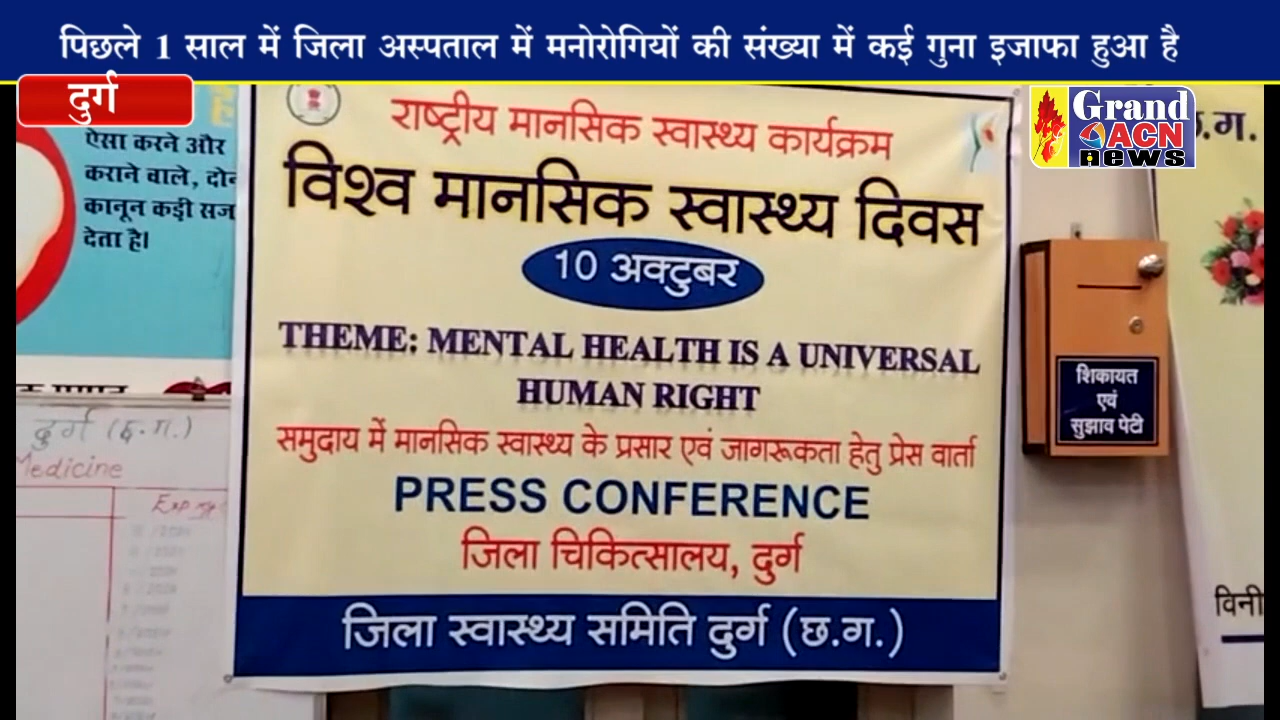 पिछले 1 साल में जिला अस्पताल में मनोरोगियों की संख्या में कई गुना इजाफा हुआ है
दुर्ग
Grand
ACN
news
ऐसा करने और
कराने वाले, दोन
कानून कड़ी सज
देता है।
राष्ट्रीय मानसिक स्वास्थ्य कार्यक्रम
विश्व मानसिक स्वास्थ्य दिवस
10 अक्टुबर
THEME: MENTAL HEALTH IS A UNIVERSAL
HUMAN RIGHT
समुदाय में मानसिक स्वास्थ्य के प्रसार एवं जागरूकता हेतु प्रेस वार्ता
PRESS CONFERENCE
जिला चिकित्सालय, दुर्ग
जिला स्वास्थ्य समिति दुर्ग (छ.ग.)
शिकायत
एवं
सुझाव पेटी
.ग.
विनी
दुर्ग (छ.ग.)
Medicine